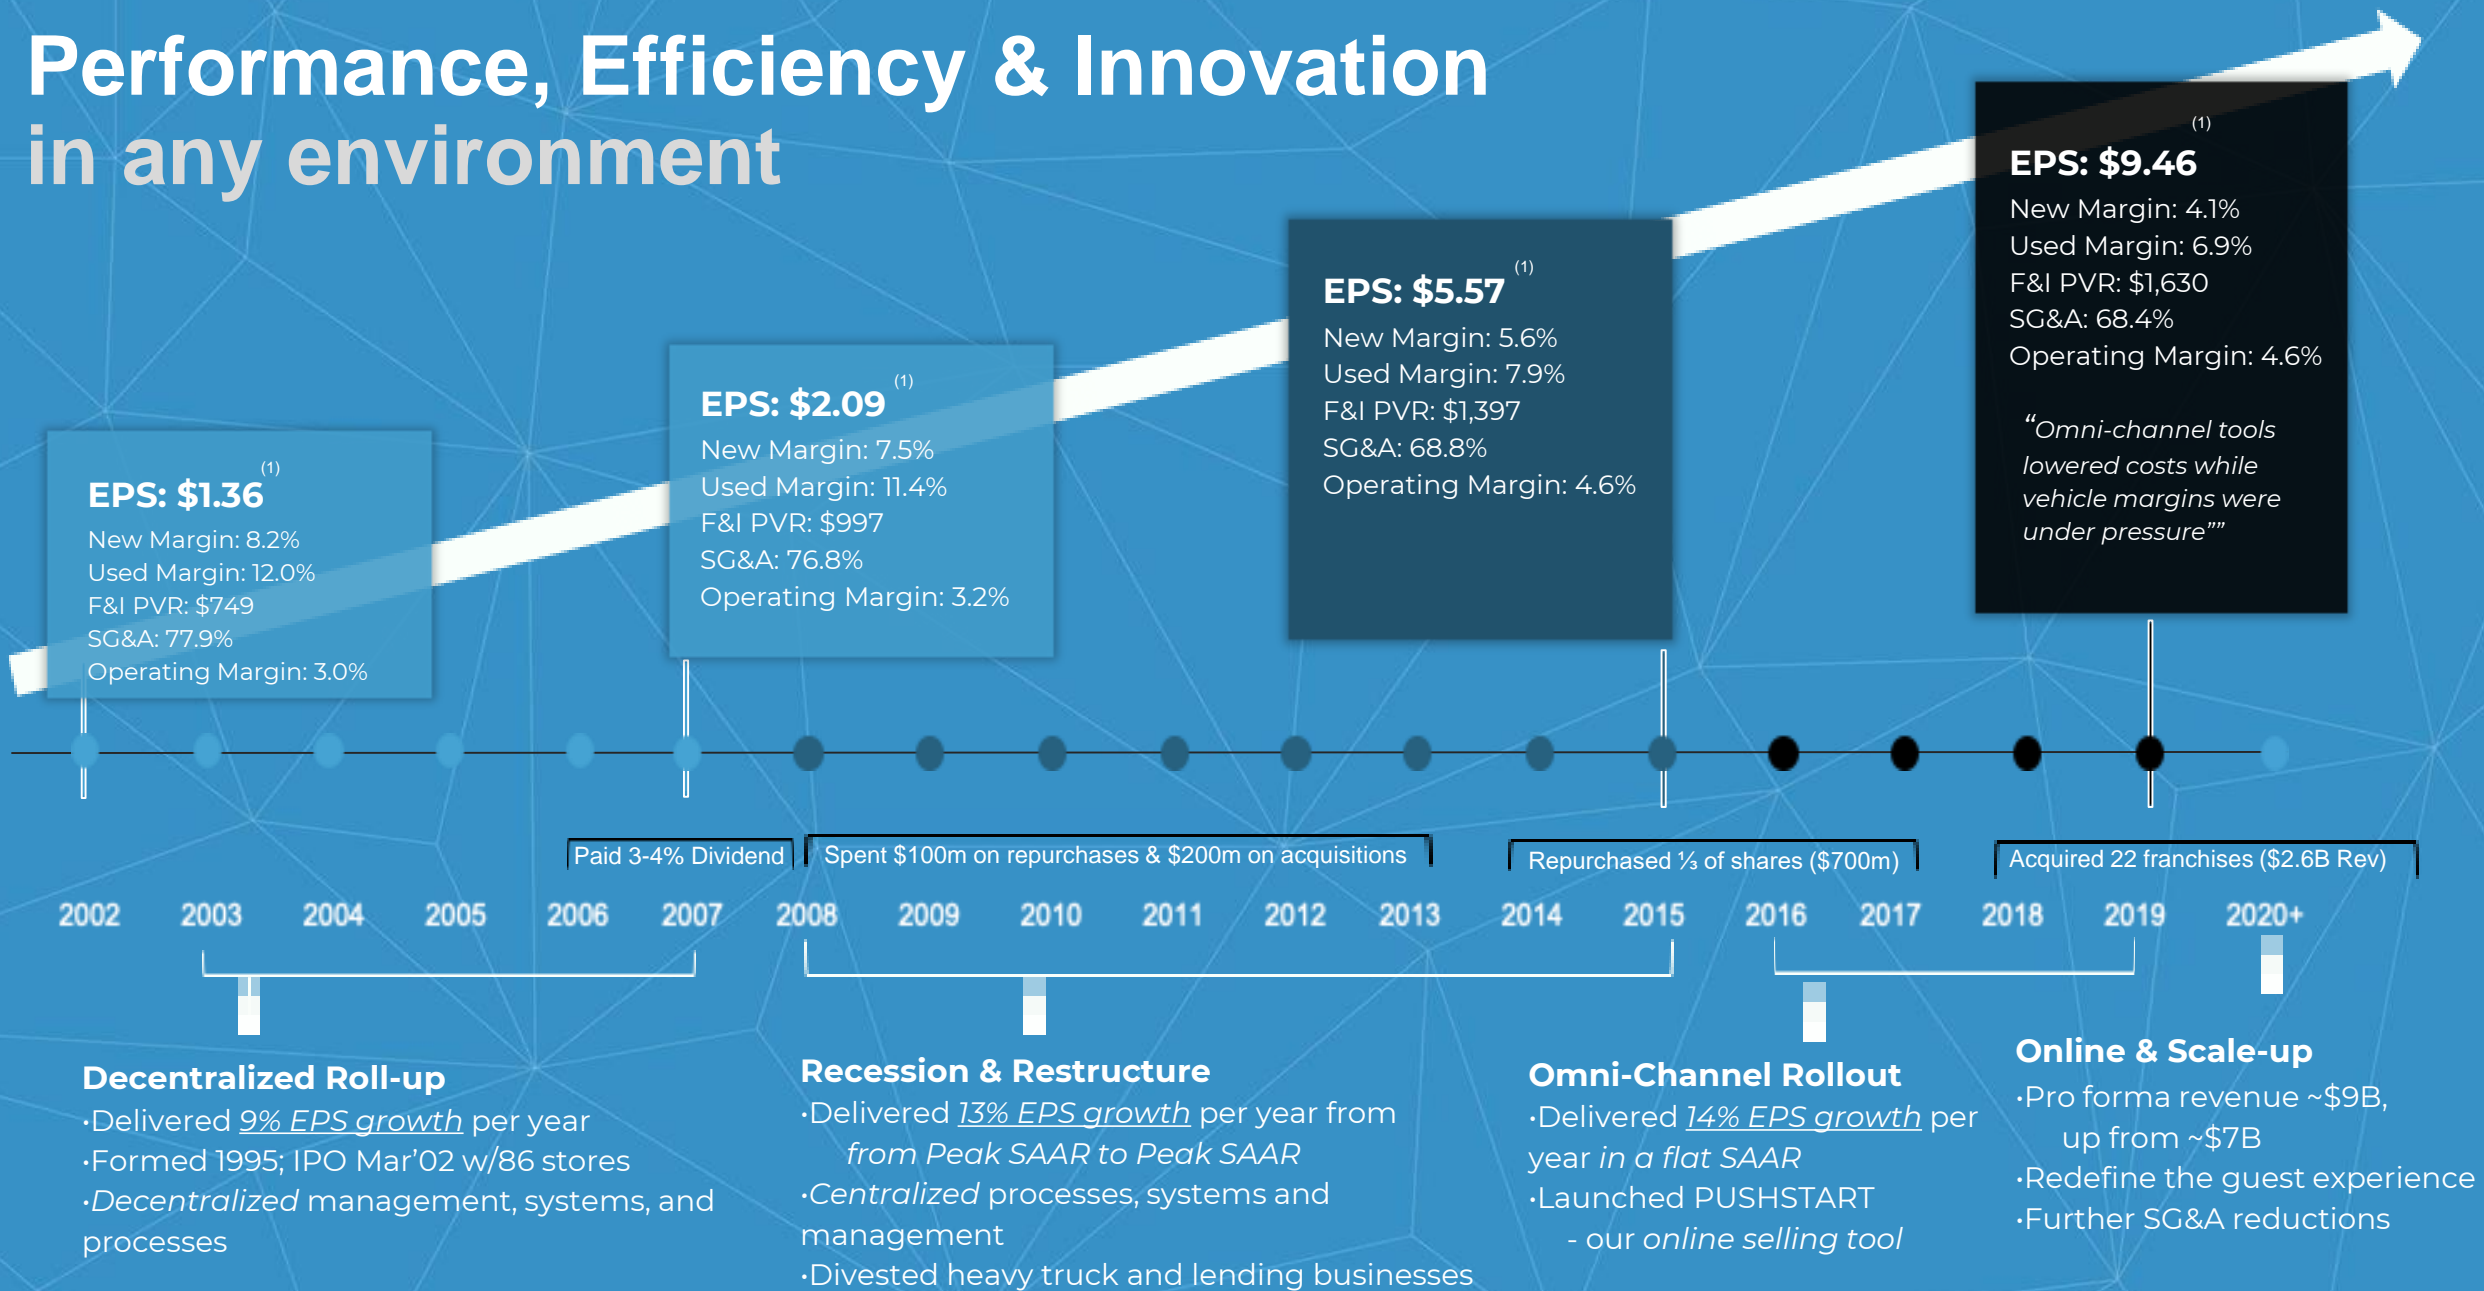 Performance, Efficiency & Innovation
in any environment
(1)
EPS: $1.36
New Margin: 8.2%
Used Margin: 12.0%
F&I PVR: $749
SG&A: 77.9%
Operating Margin: 3.0%
(1)
EPS: $2.09
New Margin: 7.5%
Used Margin: 11.4%
F&I PVR: $997
SG&A: 76.8%
Operating Margin: 3.2%
(1)
EPS: $5.57
New Margin: 5.6%
Used Margin: 7.9%
F&I PVR: $1,397
SG&A: 68.8%
Operating Margin: 4.6%
(1)
EPS: $9.46
New Margin: 4.1%
Used Margin: 6.9%
F&I PVR: $1,630
SG&A: 68.4%
Operating Margin: 4.6%
“Omni-channel tools
lowered costs while
vehicle margins were
under pressure””
Paid 3-4% Dividend
Spent $100m on repurchases & $200m on acquisitions
Repurchased ⅓ of shares ($700m)
Acquired 22 franchises ($2.6B Rev)
2002 2003 2004 2005 2006 2007 2008 2009 2010 2011 2012 2013 2014 2015 2016 2017 2018 2019 2020+
Decentralized Roll-up
•Delivered 9% EPS growth per year
•Formed 1995; IPO Mar’02 w/86 stores
•Decentralized management, systems, and
processes
Recession & Restructure
•Delivered 13% EPS growth per year from
from Peak SAAR to Peak SAAR
•Centralized processes, systems and
management
•Divested heavy truck and lending businesses
Omni-Channel Rollout
•Delivered 14% EPS growth per
year in a flat SAAR
•Launched PUSHSTART
- our online selling tool
Online & Scale-up
•Pro forma revenue ~$9B,
up from ~$7B
•Redefine the guest experience
•Further SG&A reductions